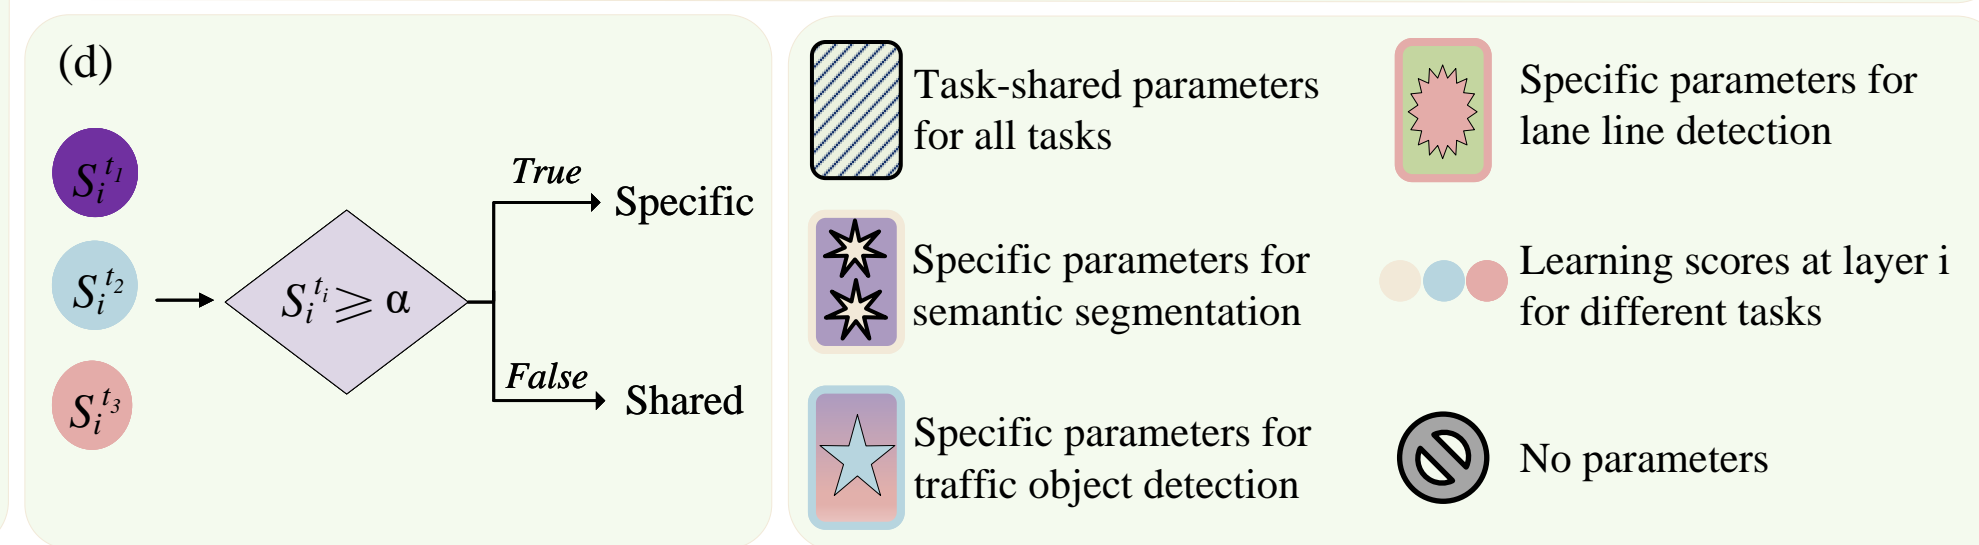 (d)
S_i^{t_1}
S_i^{t_2}
S_i^{t_3}
S_i^{t_i} ⩾ α
True
Specific
False
Shared
Task-shared parameters
for all tasks
Specific parameters for
semantic segmentation
Specific parameters for
traffic object detection
Specific parameters for
lane line detection
Learning scores at layer i
for different tasks
No parameters